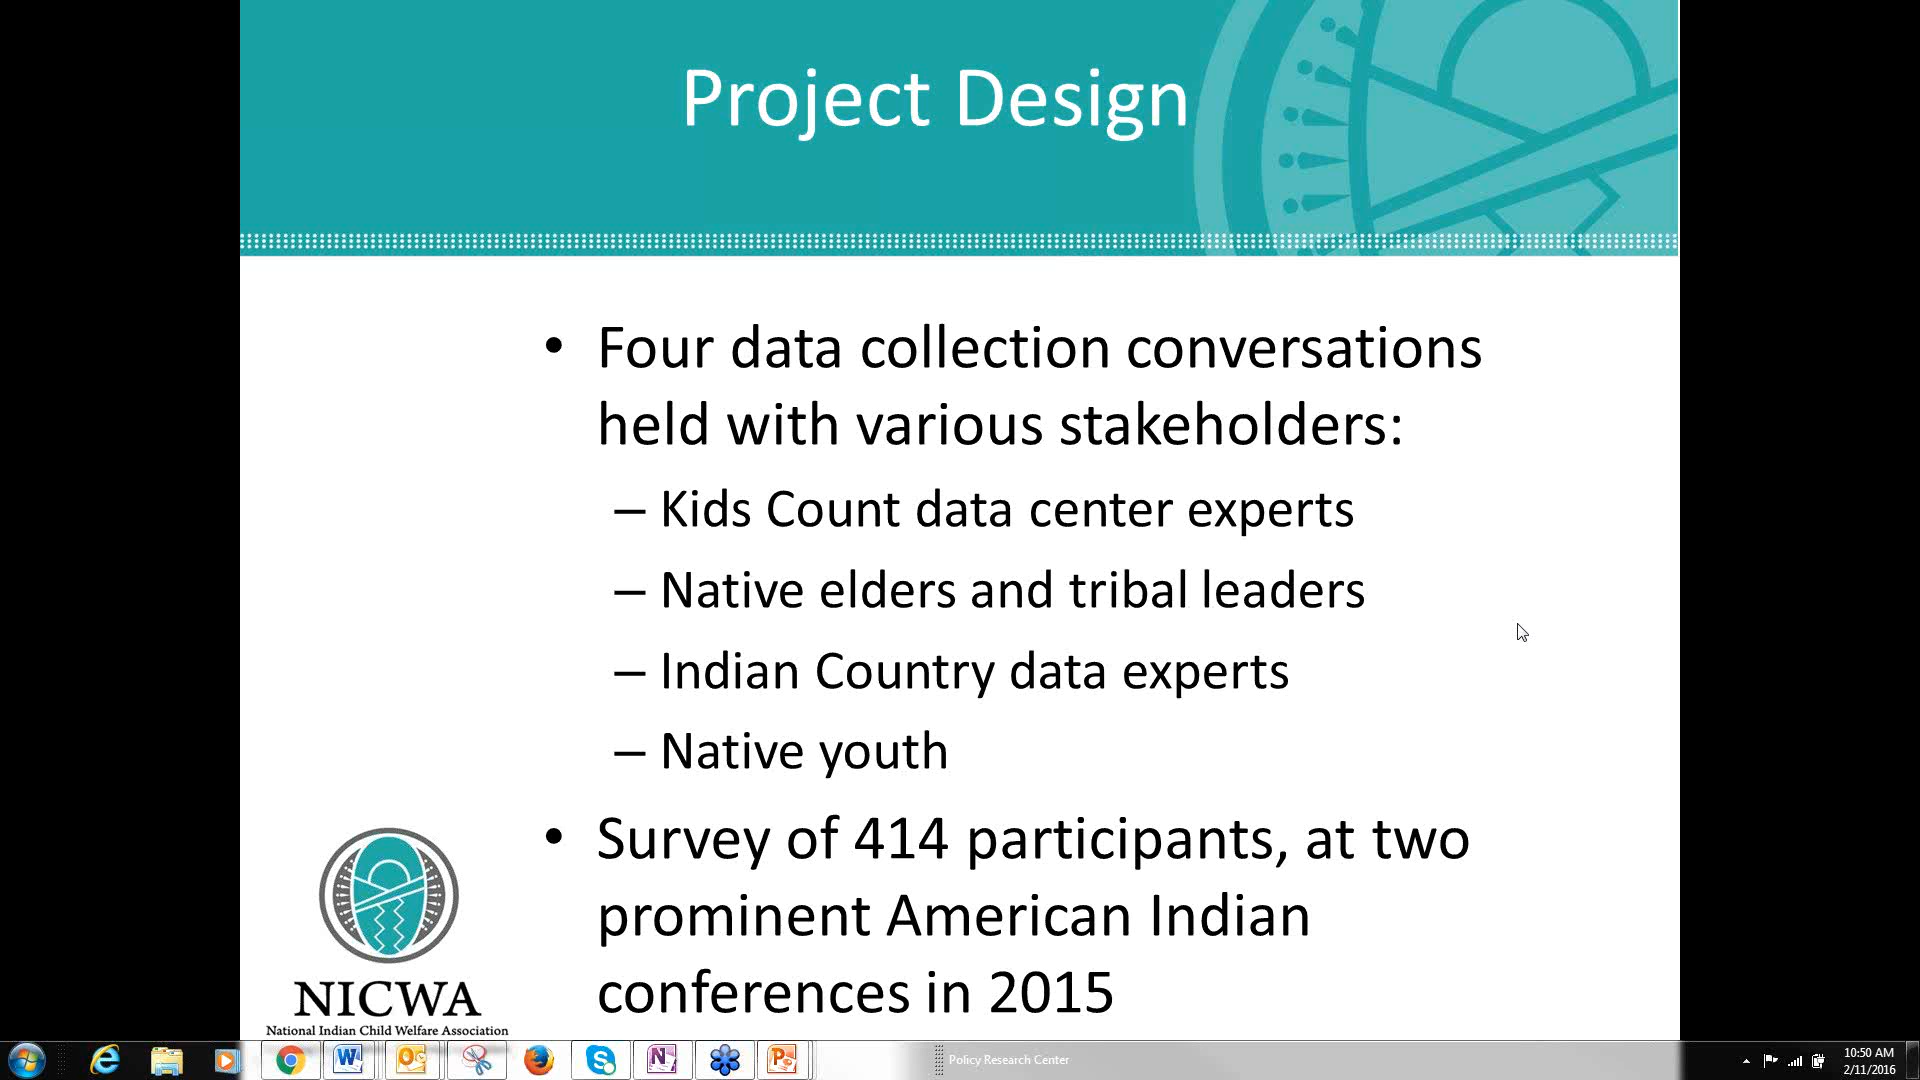 Project Design
• Four data collection conversations
held with various stakeholders:
– Kids Count data center experts
– Native elders and tribal leaders
– Indian Country data experts
– Native youth
• Survey of 414 participants, at two
prominent American Indian
conferences in 2015
NICWA
National Indian Child Welfare Association
Policy Research Center
10:50 AM
2/11/2016